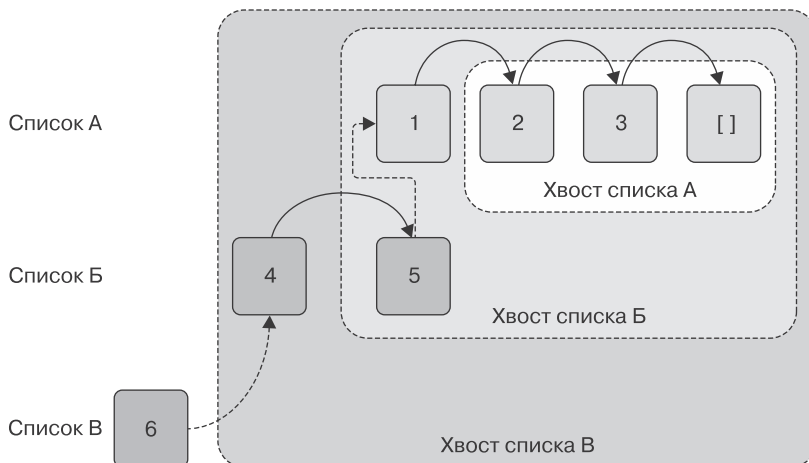 Список А
1
2
3
[ ]
Хвост списка А
Список Б
4
5
Хвост списка Б
Список В
6
Хвост списка В